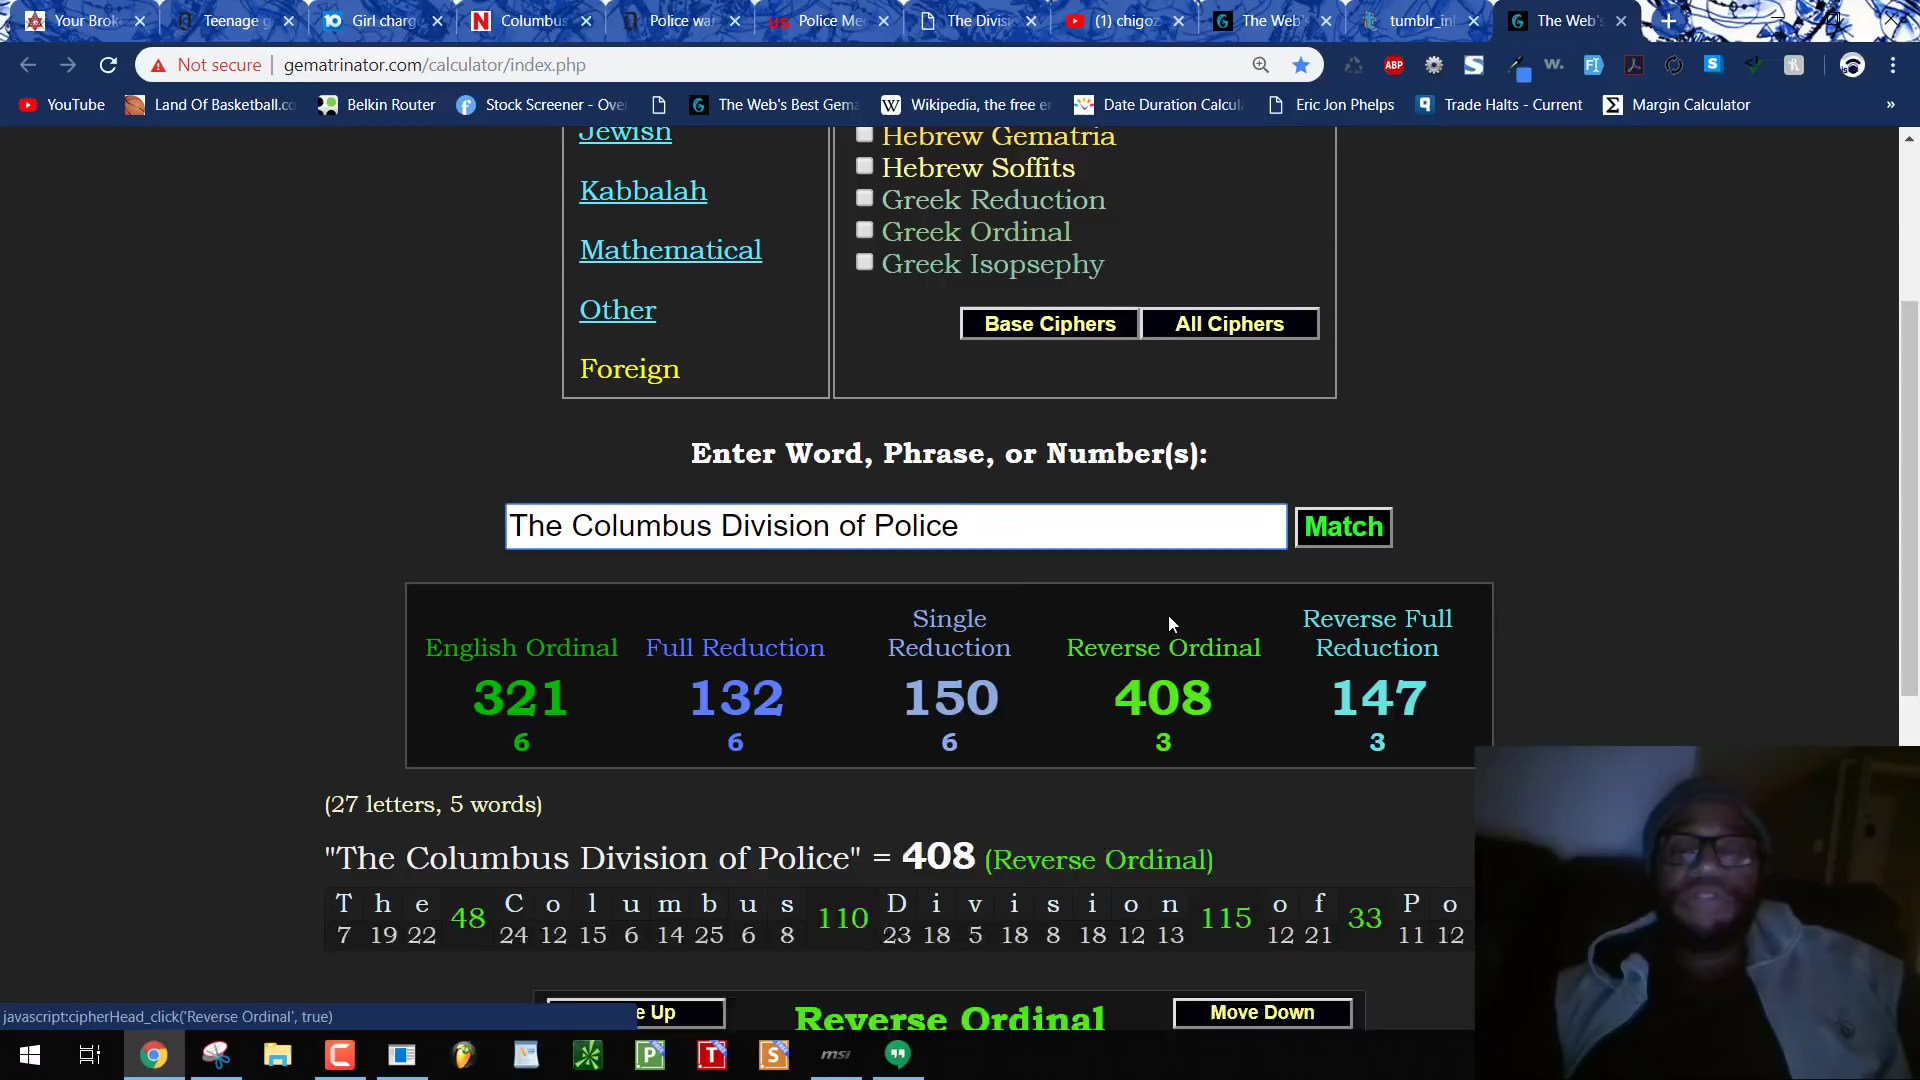 Your Brok
Teenage g
Girl charg
Columbus
Police wa
Police Me
The Divisi
(1) chigoz
The Web's
tumblr_in
The Web's
Not secure
gematrinator.com/calculator/index.php
YouTube
Land Of Basketball.co
Belkin Router
Stock Screener - Over
The Web's Best Gema
Wikipedia, the free e
Date Duration Calcul
Eric Jon Phelps
Trade Halts - Current
Margin Calculator
»
Jewish
Kabbalah
Mathematical
Other
Foreign
Hebrew Gematria
Hebrew Soffits
Greek Reduction
Greek Ordinal
Greek Isopsephy
Base Ciphers
All Ciphers
Enter Word, Phrase, or Number(s):
The Columbus Division of Police
Match
English Ordinal
321
6
Full Reduction
132
6
Single Reduction
150
6
Reverse Ordinal
408
3
Reverse Full Reduction
147
3
(27 letters, 5 words)
"The Columbus Division of Police" = 408 (Reverse Ordinal)
T h e 48 C o l u m b u s 110 D i v i s i o n 115 o f 33 P o
7 19 22 24 12 15 6 14 25 6 8 23 18 5 18 8 18 12 13 12 21 11 12
e Up
Reverse Ordinal
Move Down
javascript:cipherHead_click('Reverse Ordinal', true)
msi